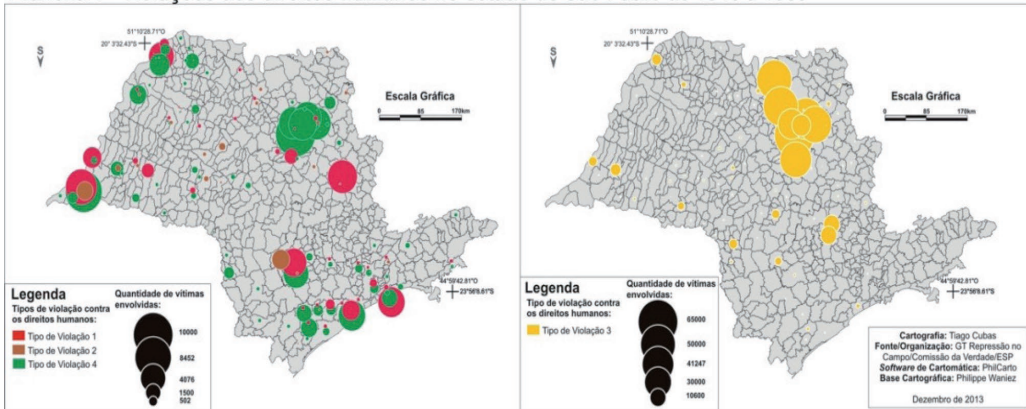 51°10'28.71"O
20° 3'32.43"S
S
Escala Gráfica
0 85 170km
44°59'42.81"O
23°56'8.61"S
Legenda
Tipos de violação contra
os direitos humanos:
Tipo de Violação 1
Tipo de Violação 2
Tipo de Violação 4
Quantidade de vítimas
envolvidas:
10000
8452
4076
1500
502
51°10'28.71"O
20° 3'32.43"S
S
Escala Gráfica
0 85 170km
44°59'42.81"O
23°56'8.61"S
Legenda
Tipo de violação contra
os direitos humanos:
Tipo de Violação 3
Quantidade de vítimas
envolvidas:
65000
50000
41247
30000
10600
Cartografia: Tiago Cubas
Fonte/Organização: GT Repressão no
Campo/Comissão da Verdade/ESP
Software de Cartomática: PhilCarto
Base Cartográfica: Philippe Waniez
Dezembro de 2013